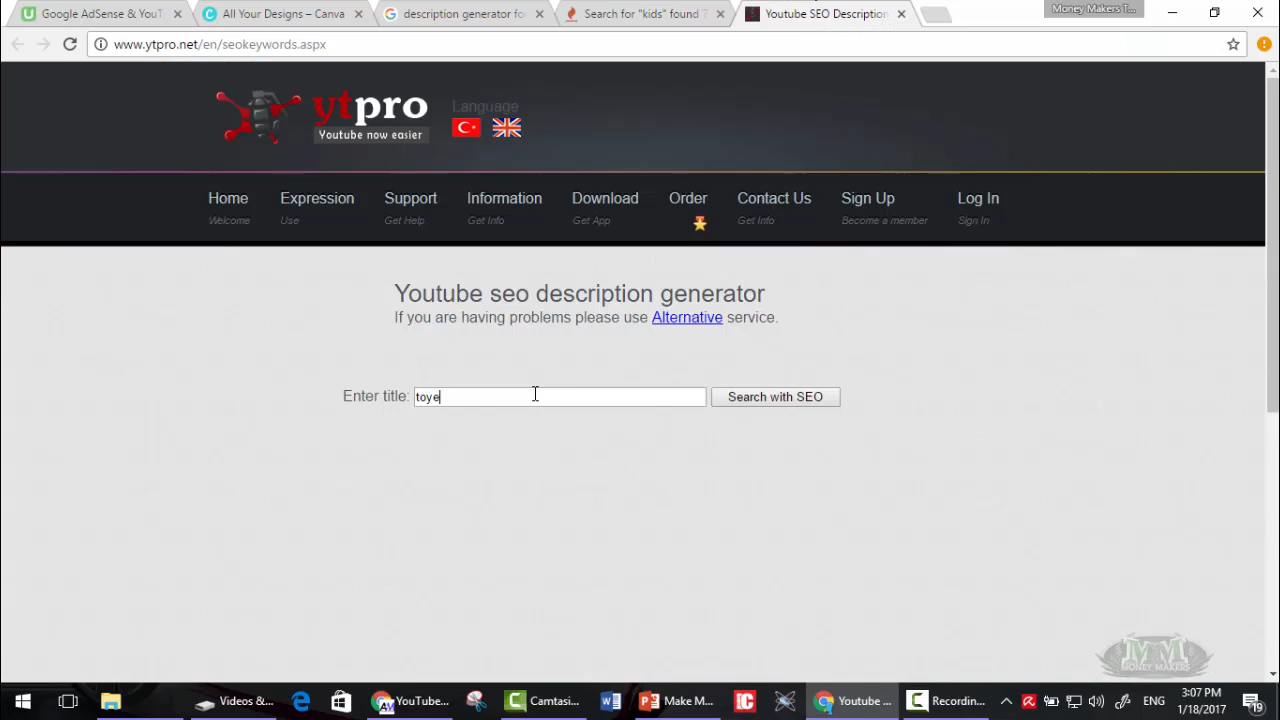 Google AdSense & YouT
All Your Designs – Canva
description generator fo
Search for "kids" found
Youtube SEO Description
Money Makers T...
www.ytpro.net/en/seokeywords.aspx
ytpro
Youtube now easier
Language
Home
Expression
Support
Information
Download
Order
Contact Us
Sign Up
Log In
Welcome
Use
Get Help
Get Info
Get App
Get Info
Become a member
Sign In
Youtube seo description generator
If you are having problems please use Alternative service.
Enter title:
toye
Search with SEO
MM
MONEY MAKERS
Videos &...
YouTube...
Camtasi...
Make M...
Youtube ...
Recordin...
ENG
3:07 PM
1/18/2017
19